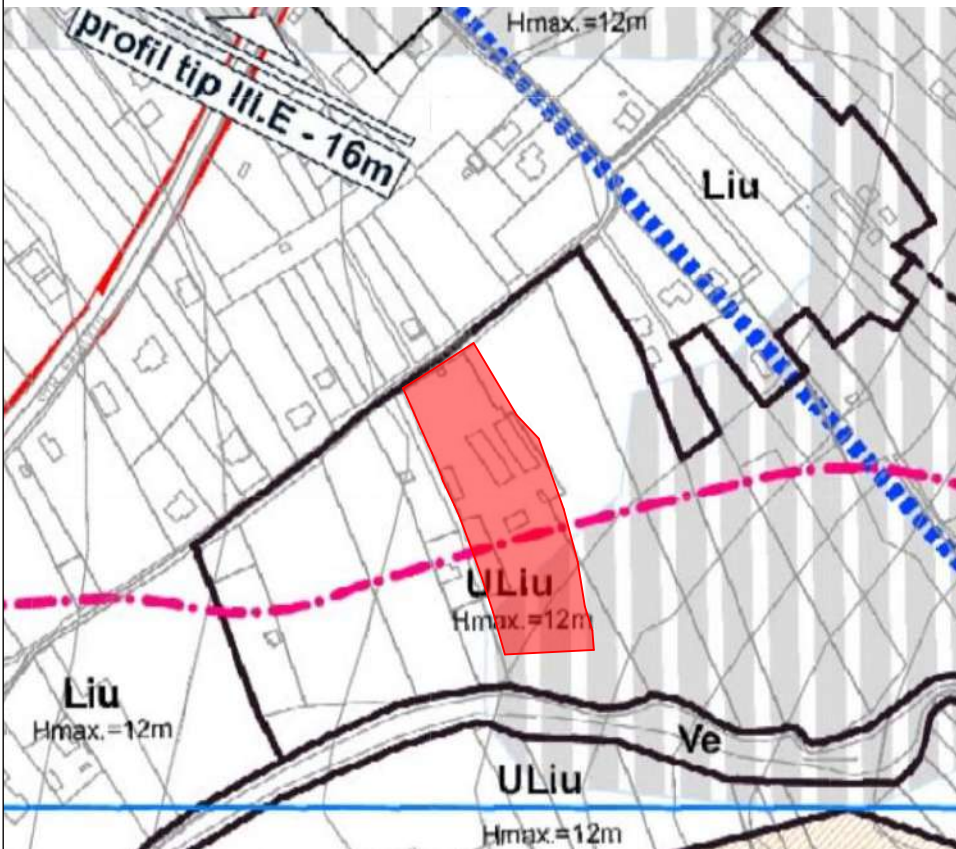 Hmax.=12m
profil tip III.E - 16m
Liu
ULiu
Hmax.=12m
Liu
Hmax.=12m
Ve
ULiu
Hmax.=12m